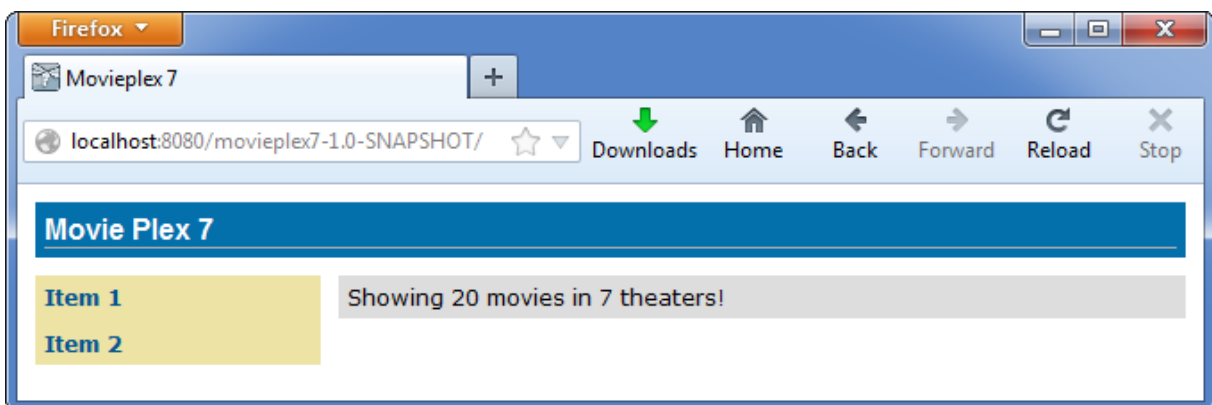 Firefox
Movieplex 7
localhost:8080/movieplex7-1.0-SNAPSHOT/
Downloads Home Back Forward Reload Stop
Movie Plex 7
Item 1
Showing 20 movies in 7 theaters!
Item 2